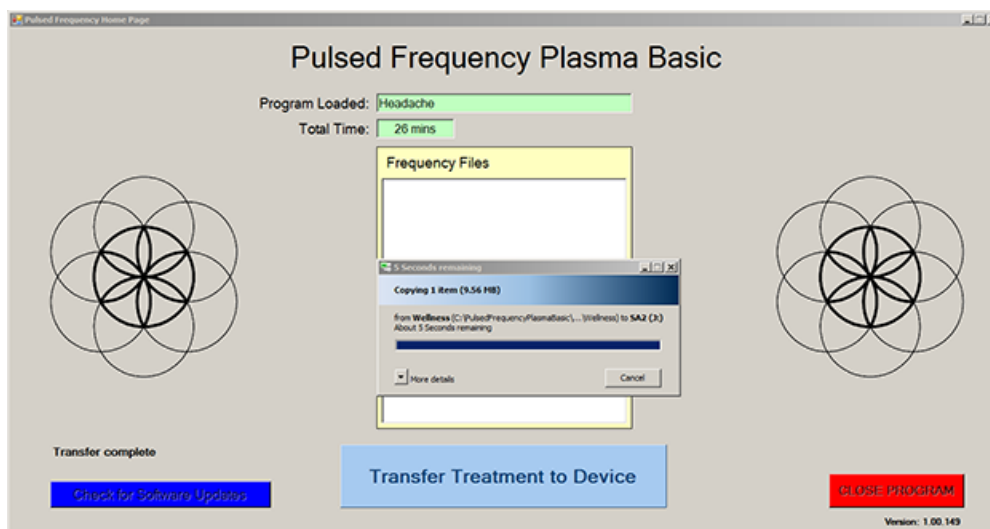 Pulsed Frequency Home Page
Pulsed Frequency Plasma Basic
Program Loaded: Headache
Total Time: 26 mins
Frequency Files
5 Seconds remaining
Copying 1 item (9.56 MB)
from Wellness (C:\PulsedFrequencyPlasmaBasic\,... \Wellness) to SA2 (J:)
About 5 Seconds remaining
More details
Cancel
Transfer complete
Transfer Treatment to Device
Check for Software Updates
CLOSE PROGRAM
Version: 1.00.149